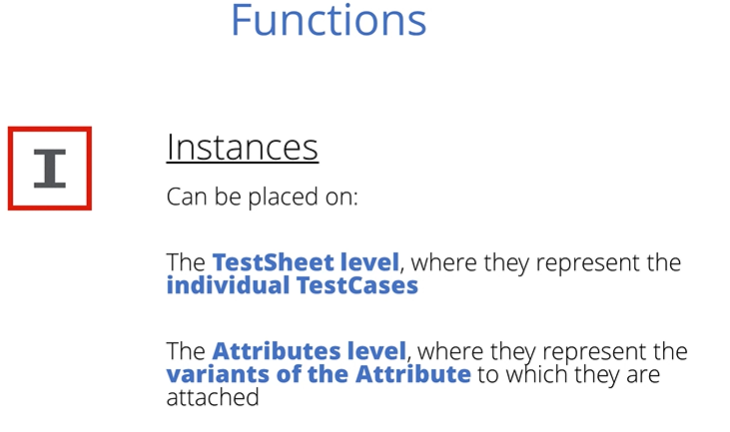 Functions
I
Instances
Can be placed on:
The TestSheet level, where they represent the
individual TestCases
The Attributes level, where they represent the
variants of the Attribute to which they are
attached